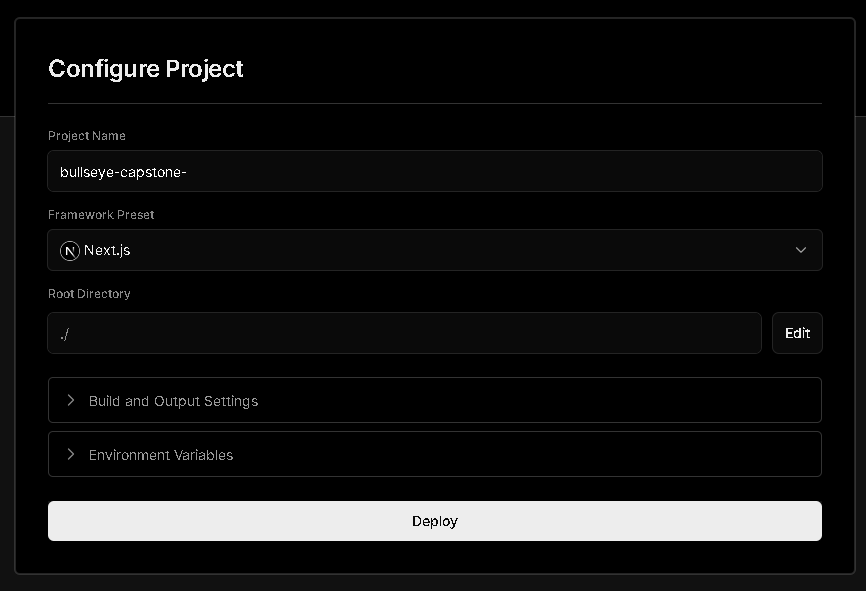 Configure Project
Project Name
bullseye-capstone-
Framework Preset
N Next.js
Root Directory
./
Edit
Build and Output Settings
Environment Variables
Deploy